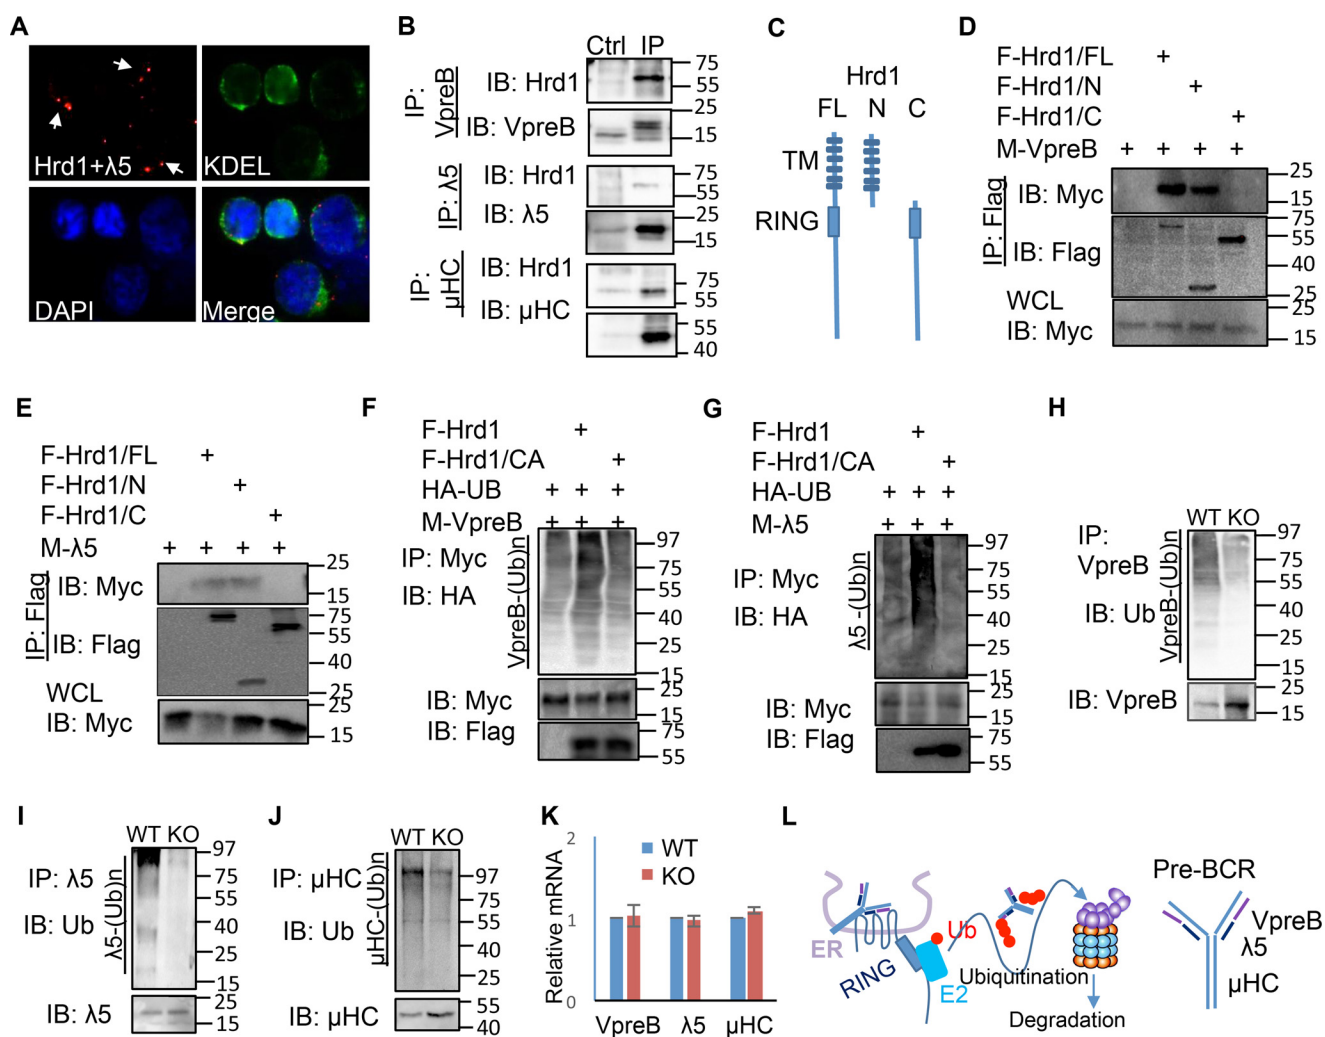 A
Hrd1+λ5
KDEL
DAPI
Merge
B
Ctrl IP
IP: VpreB
IB: Hrd1
75
55
IB: VpreB
25
15
IP: λ5
IB: Hrd1
75
55
IB: λ5
25
15
IP: μHC
IB: Hrd1
75
55
IB: μHC
55
40
C
Hrd1
FL N C
TM
RING
D
F-Hrd1/FL +
F-Hrd1/N +
F-Hrd1/C +
M-VpreB + + + +
IP: Flag
IB: Myc
25
15
IB: Flag
75
55
40
25
WCL
IB: Myc
25
15
E
F-Hrd1/FL +
F-Hrd1/N +
F-Hrd1/C +
M-λ5 + + + +
IP: Flag
IB: Myc
25
15
IB: Flag
75
55
40
25
WCL
IB: Myc
25
15
F
F-Hrd1 +
F-Hrd1/CA +
HA-UB + + +
M-VpreB + + +
IP: Myc
IB: HA
VpreB-(Ub)n
97
75
55
40
25
15
IB: Myc
25
15
IB: Flag
75
55
G
F-Hrd1 +
F-Hrd1/CA +
HA-UB + + +
M-λ5 + + +
IP: Myc
IB: HA
λ5-(Ub)n
97
75
55
40
25
15
IB: Myc
25
15
IB: Flag
75
55
H
WT KO
IP:
VpreB
IB: Ub
VpreB-(Ub)n
97
75
55
40
25
15
IB: VpreB
25
15
I
WT KO
IP: λ5
IB: Ub
λ5-(Ub)n
97
75
55
40
25
15
IB: λ5
25
15
J
WT KO
IP: μHC
IB: Ub
μHC-(Ub)n
97
75
55
40
25
IB: μHC
55
40
K
Relative mRNA
2
1
0
WT
KO
VpreB λ5 μHC
L
ER
RING
E2
Ub
Ubiquitination
Degradation
Pre-BCR
VpreB
λ5
μHC